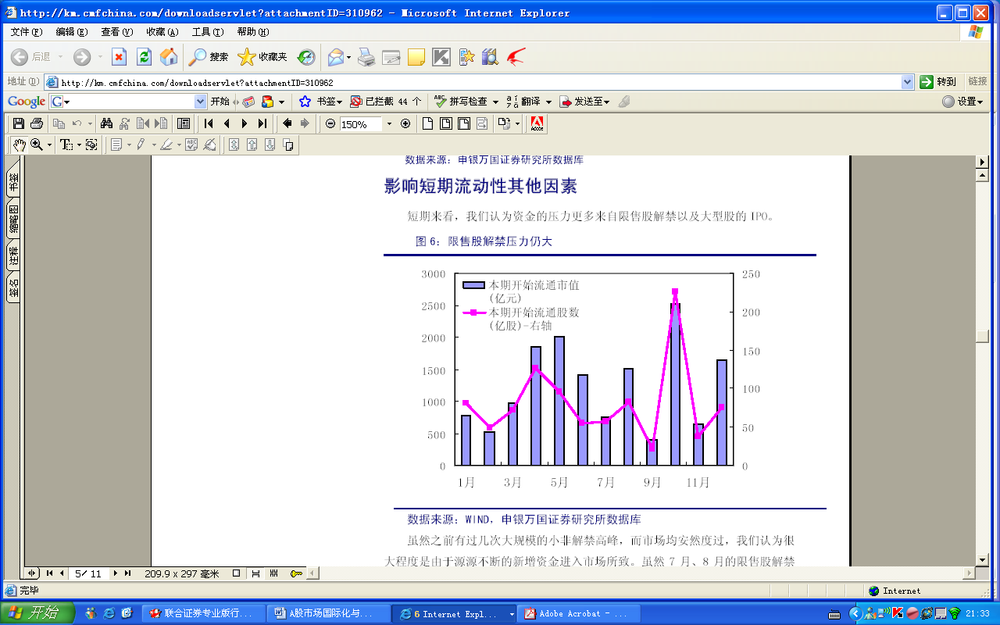 http://km.cmfchina.com/downloadservlet?attachmentID=310962 - Microsoft Internet Explorer
文件(F) 编辑(E) 查看(V) 收藏(A) 工具(T) 帮助(H)
后退 搜索 收藏夹
地址(D) http://km.cmfchina.com/downloadservlet?attachmentID=310962 转到 链接
Google 开始 书签 已拦截 44 个 拼写检查 翻译 发送至 设置
150%
书签
缩略图
注释
签名
数据来源：申银万国证券研究所数据库
影响短期流动性其他因素
短期来看，我们认为资金的压力更多来自限售股解禁以及大型股的 IPO。
图 6：限售股解禁压力仍大
本期开始流通市值
(亿元)
本期开始流通股数
(亿股)-右轴
3000
2500
2000
1500
1000
500
0
250
200
150
100
50
0
1月 3月 5月 7月 9月 11月
数据来源：WIND，申银万国证券研究所数据库
虽然之前有过几次大规模的小非解禁高峰，而市场均安然度过，我们认为很
大程度是由于源源不断的新增资金进入市场所致。虽然 7 月、8 月的限售股解禁
5/ 11 209.9 x 297 毫米
完毕 Internet
开始 联合证券专业版行... A股市场国际化与... 6 Internet Expl... Adobe Acrobat - ... 21:33